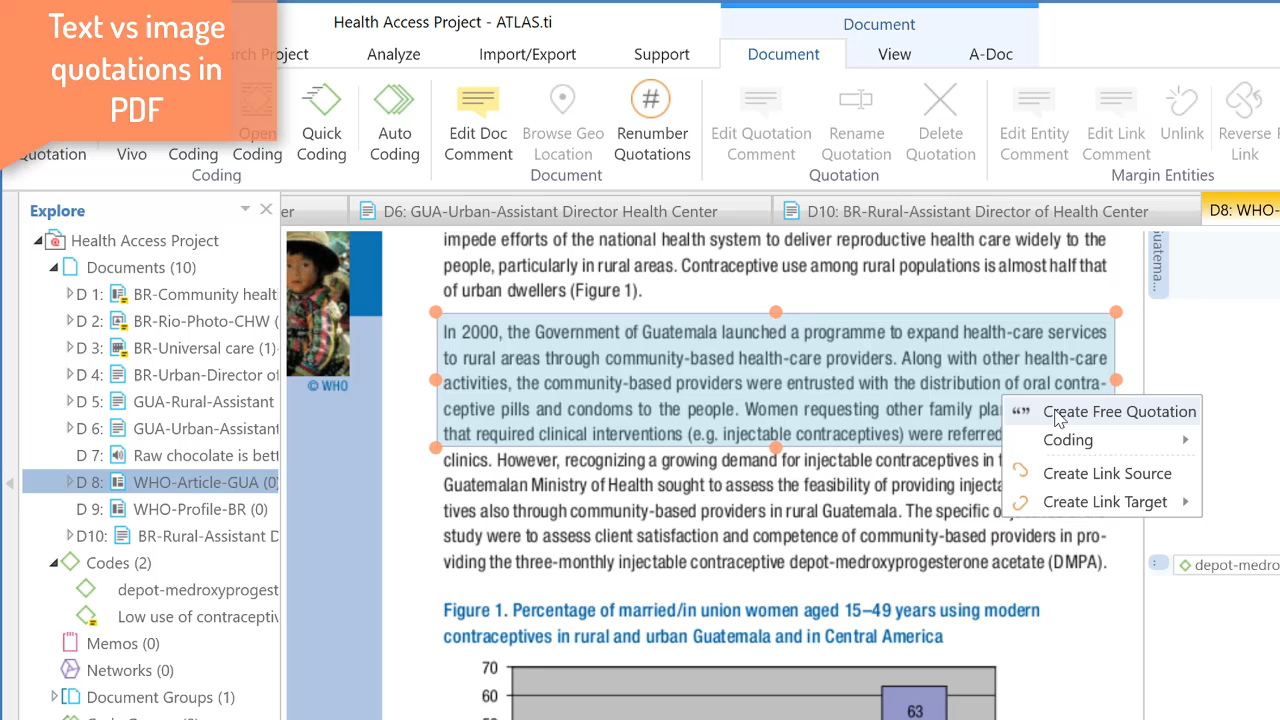 Text vs image
quotations in
PDF
Health Access Project - ATLAS.ti
Document
Project
Analyze
Import/Export
Support
Document
View
A-Doc
Quotation
Vivo
Coding
Open
Coding
Quick
Coding
Auto
Coding
Coding
Edit Doc
Comment
Browse Geo
Location
Renumber
Quotations
Document
Edit Quotation
Comment
Rename
Quotation
Delete
Quotation
Quotation
Edit Entity
Comment
Edit Link
Comment
Unlink
Reverse
Link
Margin Entities
Explore
er
D6: GUA-Urban-Assistant Director Health Center
D10: BR-Rural-Assistant Director of Health Center
D8: WHO-
Health Access Project
Documents (10)
D 1: BR-Community healt
D 2: BR-Rio-Photo-CHW (
D 3: BR-Universal care (1)
D 4: BR-Urban-Director of
D 5: GUA-Rural-Assistant
D 6: GUA-Urban-Assistant
D 7: Raw chocolate is bett
D 8: WHO-Article-GUA (0)
D 9: WHO-Profile-BR (0)
D10: BR-Rural-Assistant D
Codes (2)
depot-medroxyprogest
Low use of contracepti
Memos (0)
Networks (0)
Document Groups (1)
© WHO
impede efforts of the national health system to deliver reproductive health care widely to the
people, particularly in rural areas. Contraceptive use among rural populations is almost half that
of urban dwellers (Figure 1).
In 2000, the Government of Guatemala launched a programme to expand health-care services
to rural areas through community-based health-care providers. Along with other health-care
activities, the community-based providers were entrusted with the distribution of oral contra-
ceptive pills and condoms to the people. Women requesting other family pla
that required clinical interventions (e.g. injectable contraceptives) were referred
clinics. However, recognizing a growing demand for injectable contraceptives in t
Guatemalan Ministry of Health sought to assess the feasibility of providing injecta
tives also through community-based providers in rural Guatemala. The specific
study were to assess client satisfaction and competence of community-based providers in pro-
viding the three-monthly injectable contraceptive depot-medroxyprogesterone acetate (DMPA).
Figure 1. Percentage of married/in union women aged 15–49 years using modern
contraceptives in rural and urban Guatemala and in Central America
70
60
63
Create Free Quotation
Coding
Create Link Source
Create Link Target
Guatema...
depot-medro